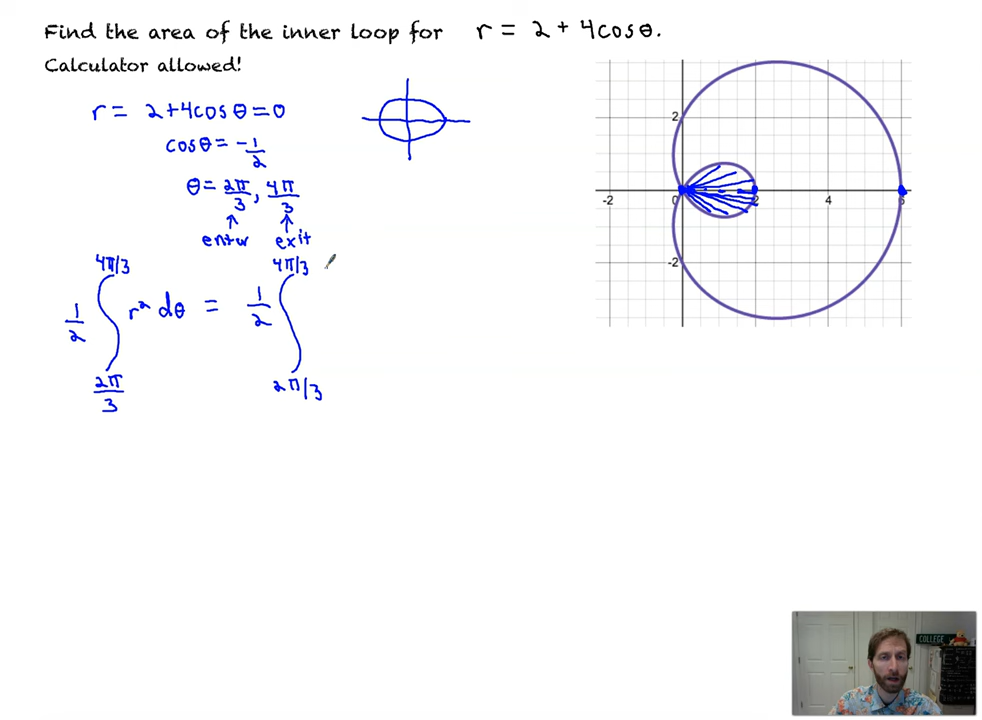 Find the area of the inner loop for r = 2 + 4cosθ.
Calculator allowed!
r = 2+4cosθ=0
cosθ = -1/2
θ = 2π/3, 4π/3
↑ ↑
enter exit
1/2 ∫_{2π/3}^{4π/3} r² dθ = 1/2 ∫_{2π/3}^{4π/3}
2
-2 0 2 4 6
-2
COLLEGE